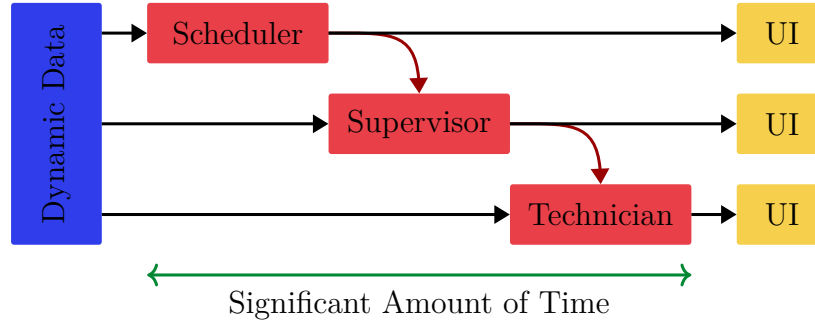 Dynamic Data
Scheduler
UI
Supervisor
UI
Technician
UI
Significant Amount of Time